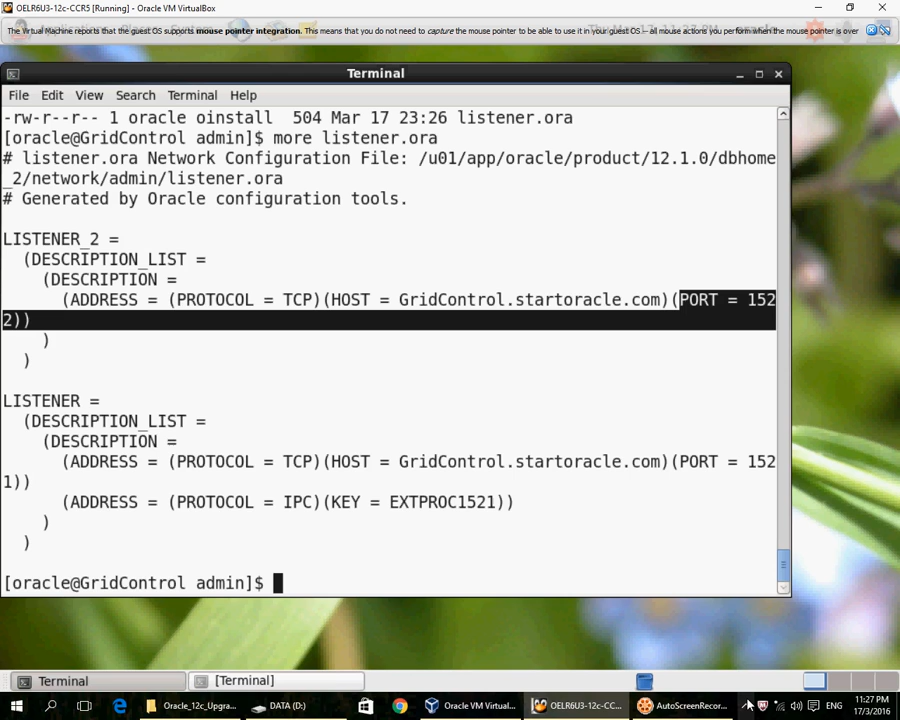 OELR6U3-12c-CCR5 [Running] - Oracle VM VirtualBox
The Virtual Machine reports that the guest OS supports mouse pointer integration. This means that you do not need to capture the mouse pointer to be able to use it in your guest OS -- all mouse actions you perform when the mouse pointer is over
Terminal
File Edit View Search Terminal Help
-rw-r--r-- 1 oracle oinstall 504 Mar 17 23:26 listener.ora
[oracle@GridControl admin]$ more listener.ora
# listener.ora Network Configuration File: /u01/app/oracle/product/12.1.0/dbhome
_2/network/admin/listener.ora
# Generated by Oracle configuration tools.
LISTENER_2 =
(DESCRIPTION_LIST =
(DESCRIPTION =
(ADDRESS = (PROTOCOL = TCP)(HOST = GridControl.startoracle.com)(PORT = 152
2))
)
)
LISTENER =
(DESCRIPTION_LIST =
(DESCRIPTION =
(ADDRESS = (PROTOCOL = TCP)(HOST = GridControl.startoracle.com)(PORT = 152
1))
(ADDRESS = (PROTOCOL = IPC)(KEY = EXTPROC1521))
)
)
[oracle@GridControl admin]$
Terminal [Terminal]
Oracle_12c_Upgra... DATA (D:) Oracle VM Virtual... OELR6U3-12c-CC... AutoScreenRecor... ENG 11:27 PM
17/3/2016